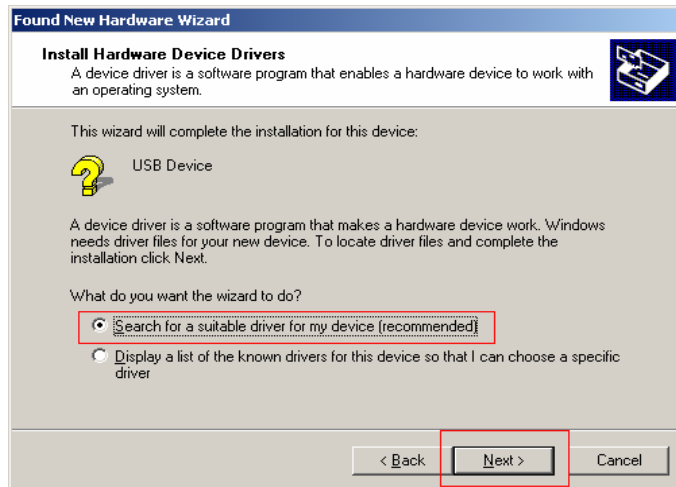 Found New Hardware Wizard
Install Hardware Device Drivers
A device driver is a software program that enables a hardware device to work with
an operating system.
This wizard will complete the installation for this device:
USB Device
A device driver is a software program that makes a hardware device work. Windows
needs driver files for your new device. To locate driver files and complete the
installation click Next.
What do you want the wizard to do?
Search for a suitable driver for my device (recommended)
Display a list of the known drivers for this device so that I can choose a specific
driver
< Back Next > Cancel